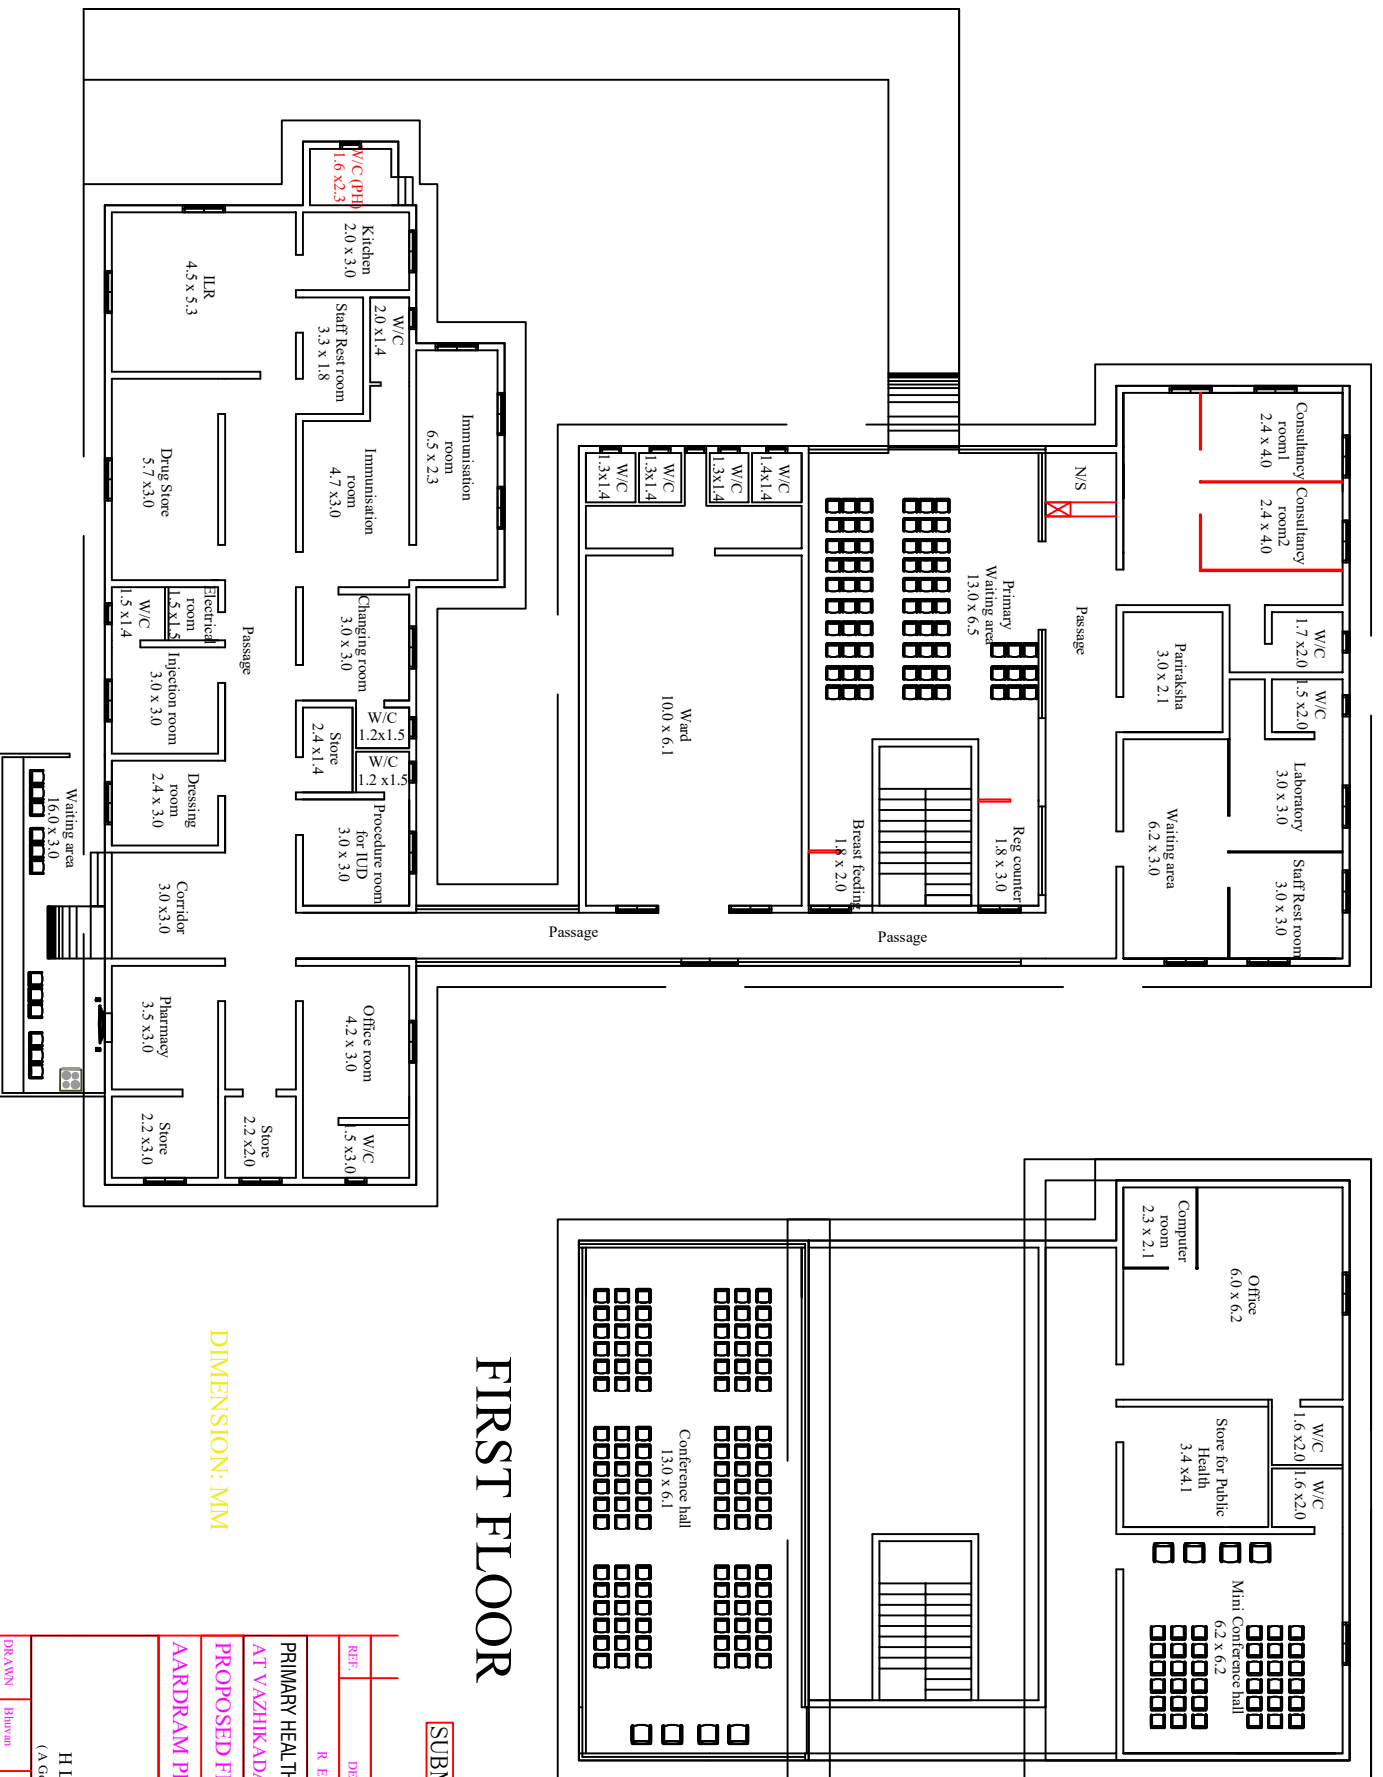 Consultancy
room1
2.4 x 4.0
Consultancy
room2
2.4 x 4.0
W/C
1.7 x2.0
W/C
1.5 x2.0
Laboratory
3.0 x 3.0
Staff Rest room
3.0 x 3.0
Pariraksha
3.0 x 2.1
Waiting area
6.2 x 3.0
N/S
Passage
Primary
Waiting area
13.0 x 6.5
Reg counter
1.8 x 3.0
Breast feeding
1.8 x 2.0
Passage
W/C
1.4x1.4
W/C
1.3x1.4
W/C
1.3x1.4
W/C
1.3x1.4
Ward
10.0 x 6.1
Passage
Immunisation
room
6.5 x 2.3
W/C (PH)
1.6 x2.3
Kitchen
2.0 x 3.0
W/C
2.0 x1.4
Staff Rest room
3.3 x 1.8
Immunisation
room
4.7 x3.0
Changing room
3.0 x 3.0
W/C
1.2x1.5
W/C
1.2 x1.5
Store
2.4 x1.4
Procedure room
for IUD
3.0 x 3.0
Office room
4.2 x 3.0
W/C
.5 x3.0
Passage
ILR
4.5 x 5.3
Drug Store
5.7 x3.0
Electrical
room
1.5 x1.5
W/C
1.5 x1.4
Injection room
3.0 x 3.0
Dressing
room
2.4 x 3.0
Corridor
3.0 x3.0
Pharmacy
3.5 x3.0
Store
2.2 x2.0
Store
2.2 x3.0
Waiting area
16.0 x 3.0
Office
6.0 x 6.2
Computer
room
2.3 x 2.1
W/C
1.6 x2.0
W/C
1.6 x2.0
Store for Public
Health
3.4 x4.1
Mini Conference hall
6.2 x 6.2
Conference hall
13.0 x 6.1
FIRST FLOOR
DIMENSION: MM
SUBM
REF.
DE
R E
PRIMARY HEALTH
AT VAZHIKADA
PROPOSED F
AARDRAM P
H L
( A Go
DRAWN
Bhuvan